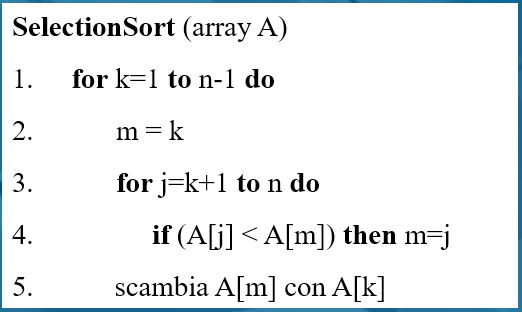 SelectionSort (array A)
1. for k=1 to n-1 do
2. m = k
3. for j=k+1 to n do
4. if (A[j] < A[m]) then m=j
5. scambia A[m] con A[k]